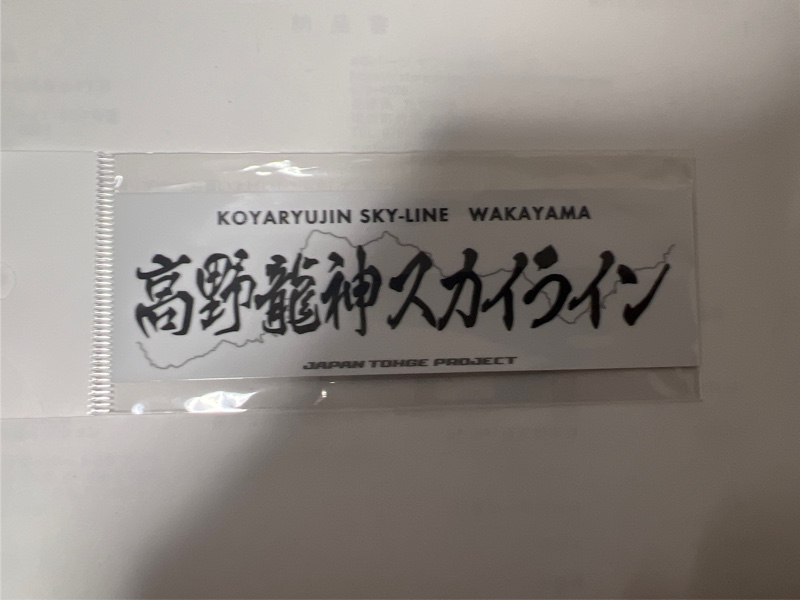 KOYARYUJIN SKY-LINE WAKAYAMA
高野龍神スカイライン
JAPAN TOHGE PROJECT